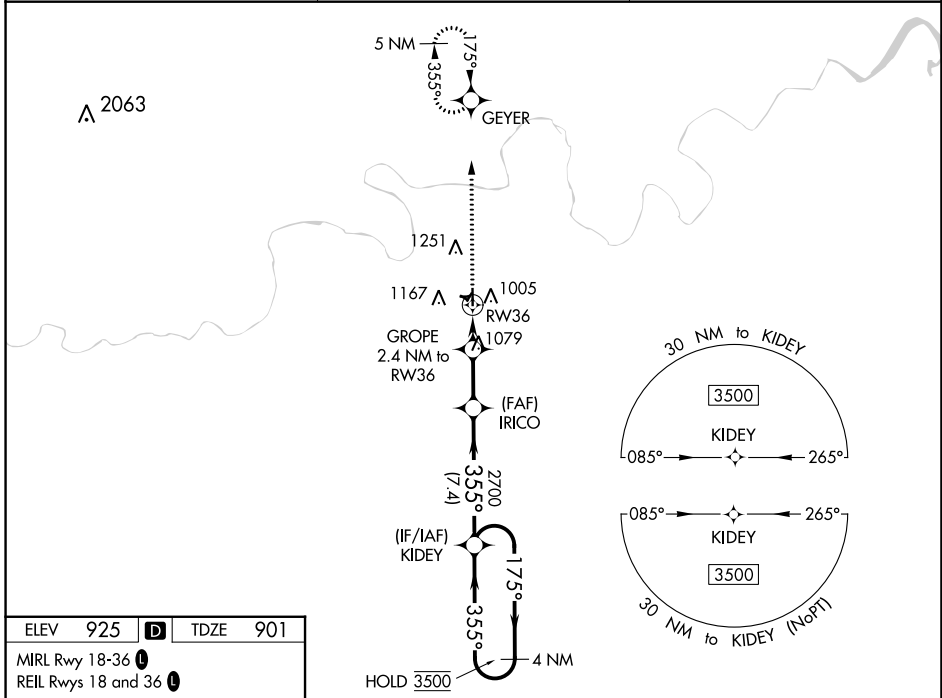 5 NM
175°
355°
GEYER
2063
1251
1167
1005
RW36
1079
GROPE
2.4 NM to
RW36
(FAF)
IRICO
2700
355°
(7.4)
(IF/IAF)
KIDEY
175°
355°
4 NM
HOLD 3500
30 NM to KIDEY
3500
KIDEY
085°
265°
085°
265°
KIDEY
3500
30 NM to KIDEY (NoPT)
ELEV 925 D TDZE 901
MIRL Rwy 18-36 L
REIL Rwys 18 and 36 L